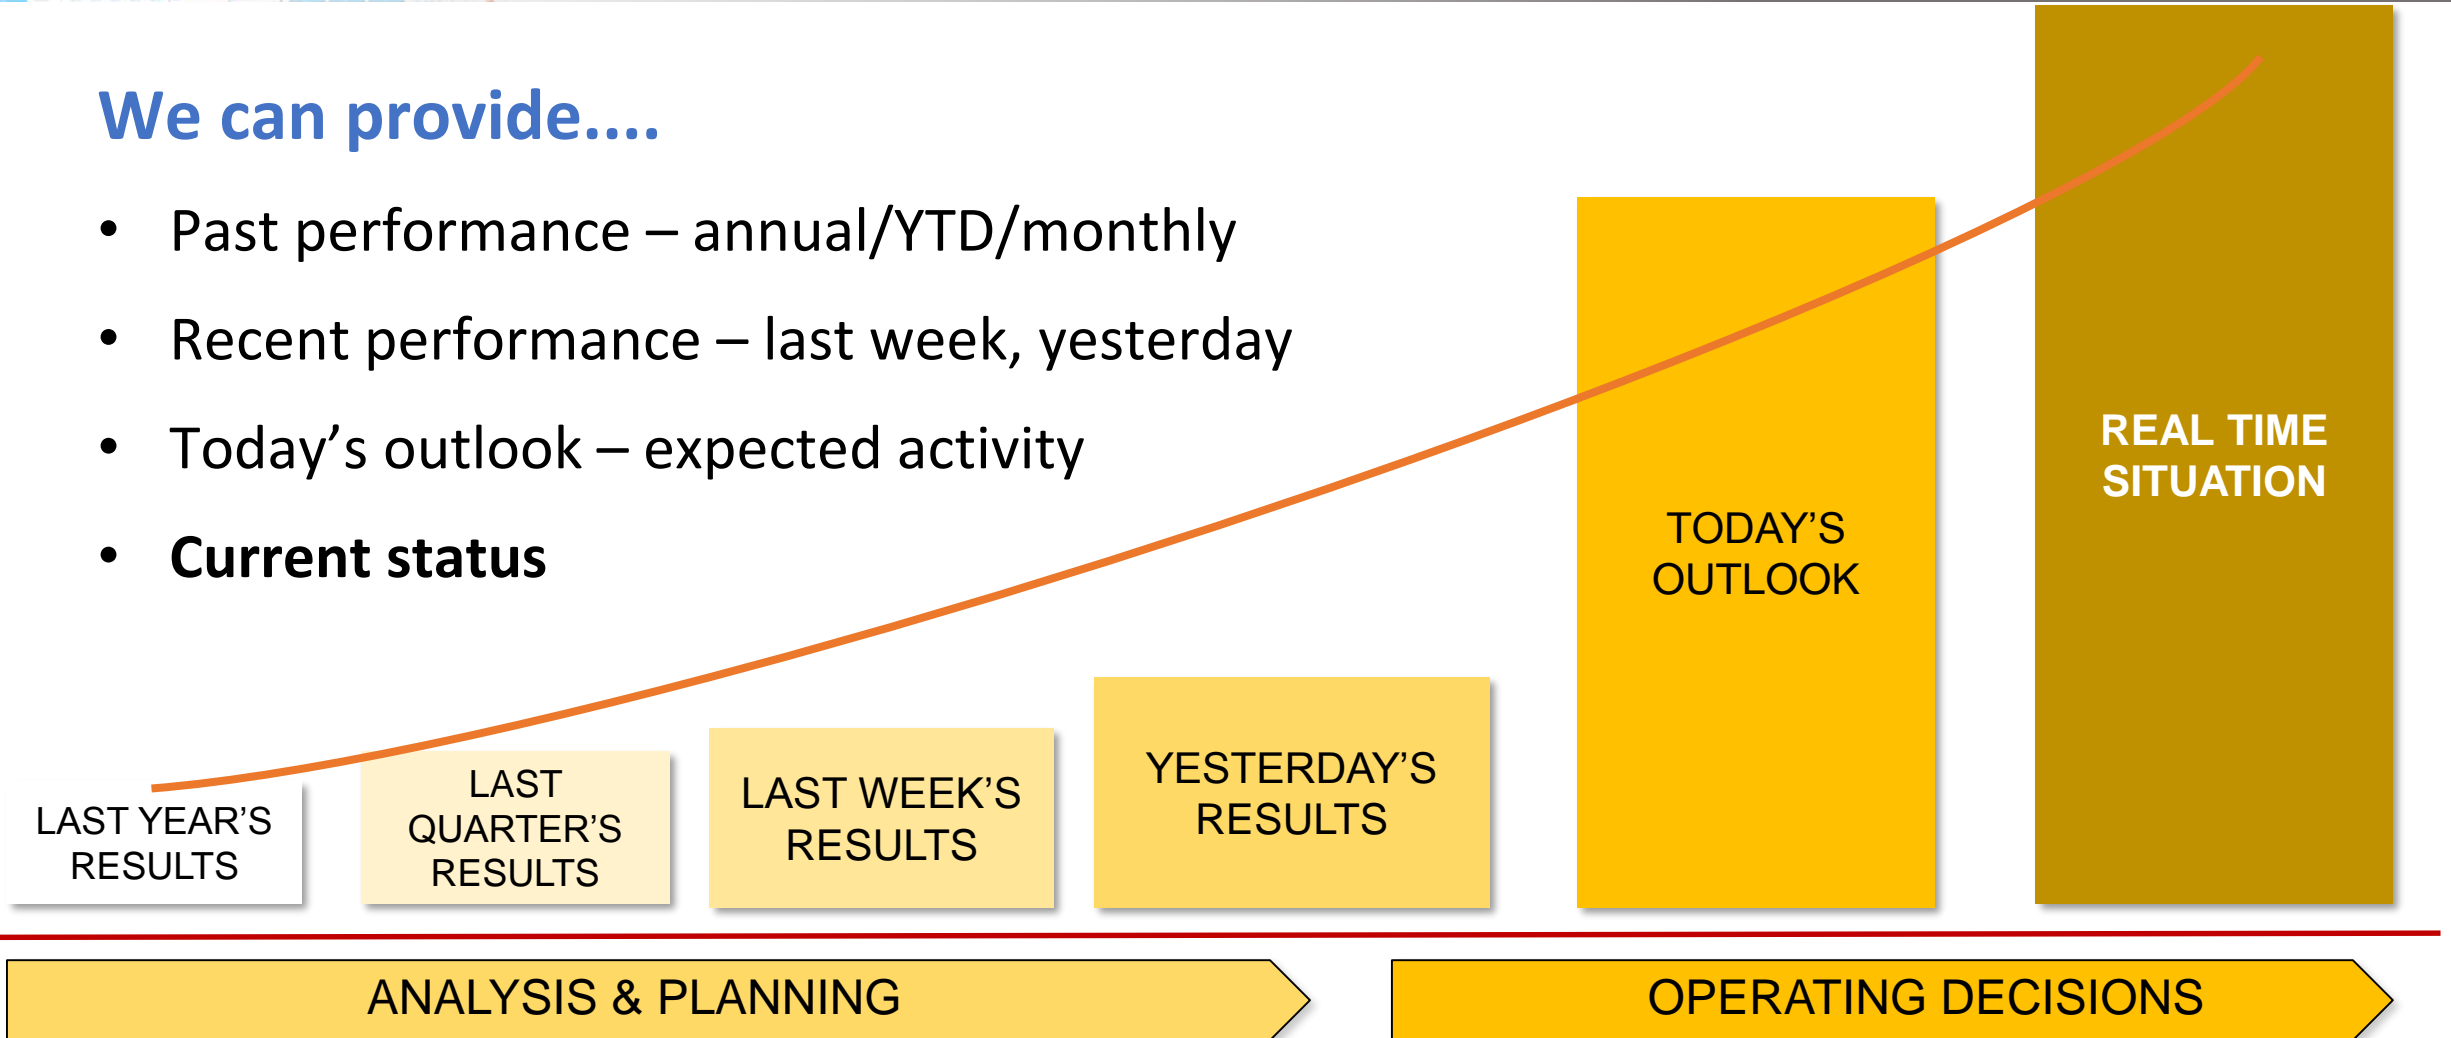 We can provide....
• Past performance – annual/YTD/monthly
• Recent performance – last week, yesterday
• Today’s outlook – expected activity
• Current status
LAST YEAR’S
RESULTS
LAST
QUARTER’S
RESULTS
LAST WEEK’S
RESULTS
YESTERDAY’S
RESULTS
TODAY’S
OUTLOOK
REAL TIME
SITUATION
ANALYSIS & PLANNING
OPERATING DECISIONS